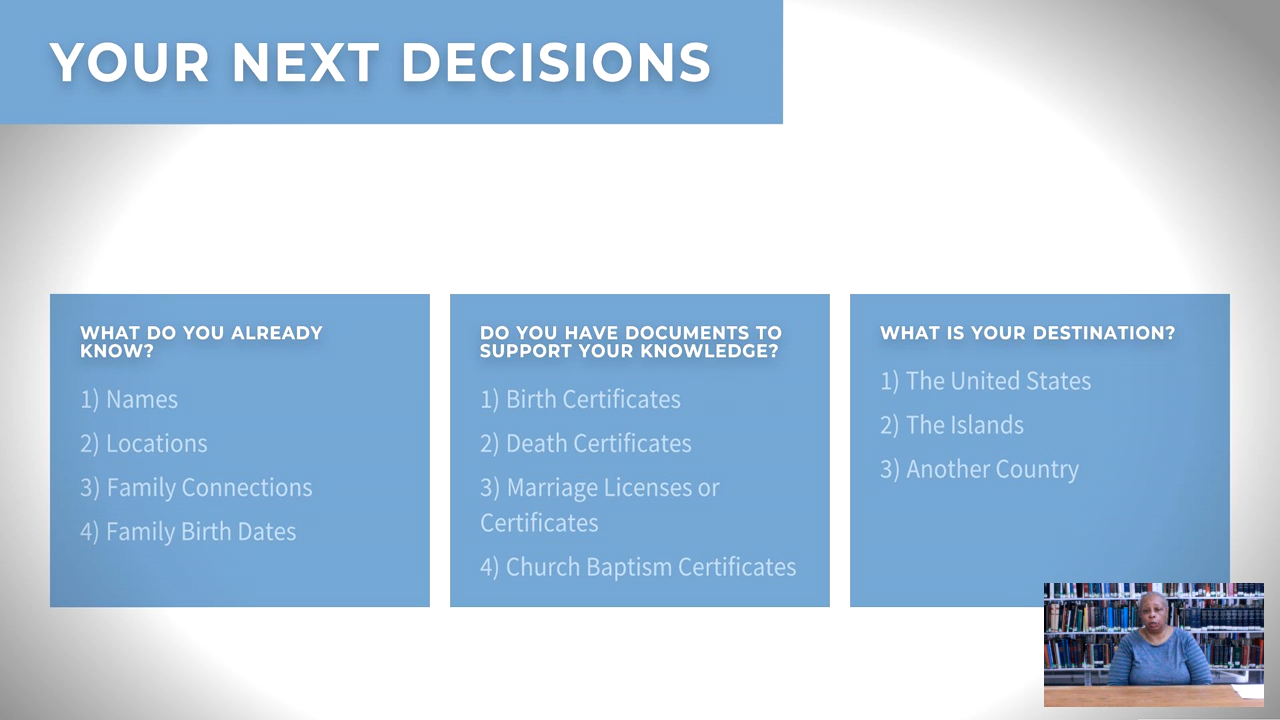 YOUR NEXT DECISIONS
WHAT DO YOU ALREADY
KNOW?
1) Names
2) Locations
3) Family Connections
4) Family Birth Dates
DO YOU HAVE DOCUMENTS TO
SUPPORT YOUR KNOWLEDGE?
1) Birth Certificates
2) Death Certificates
3) Marriage Licenses or
Certificates
4) Church Baptism Certificates
WHAT IS YOUR DESTINATION?
1) The United States
2) The Islands
3) Another Country